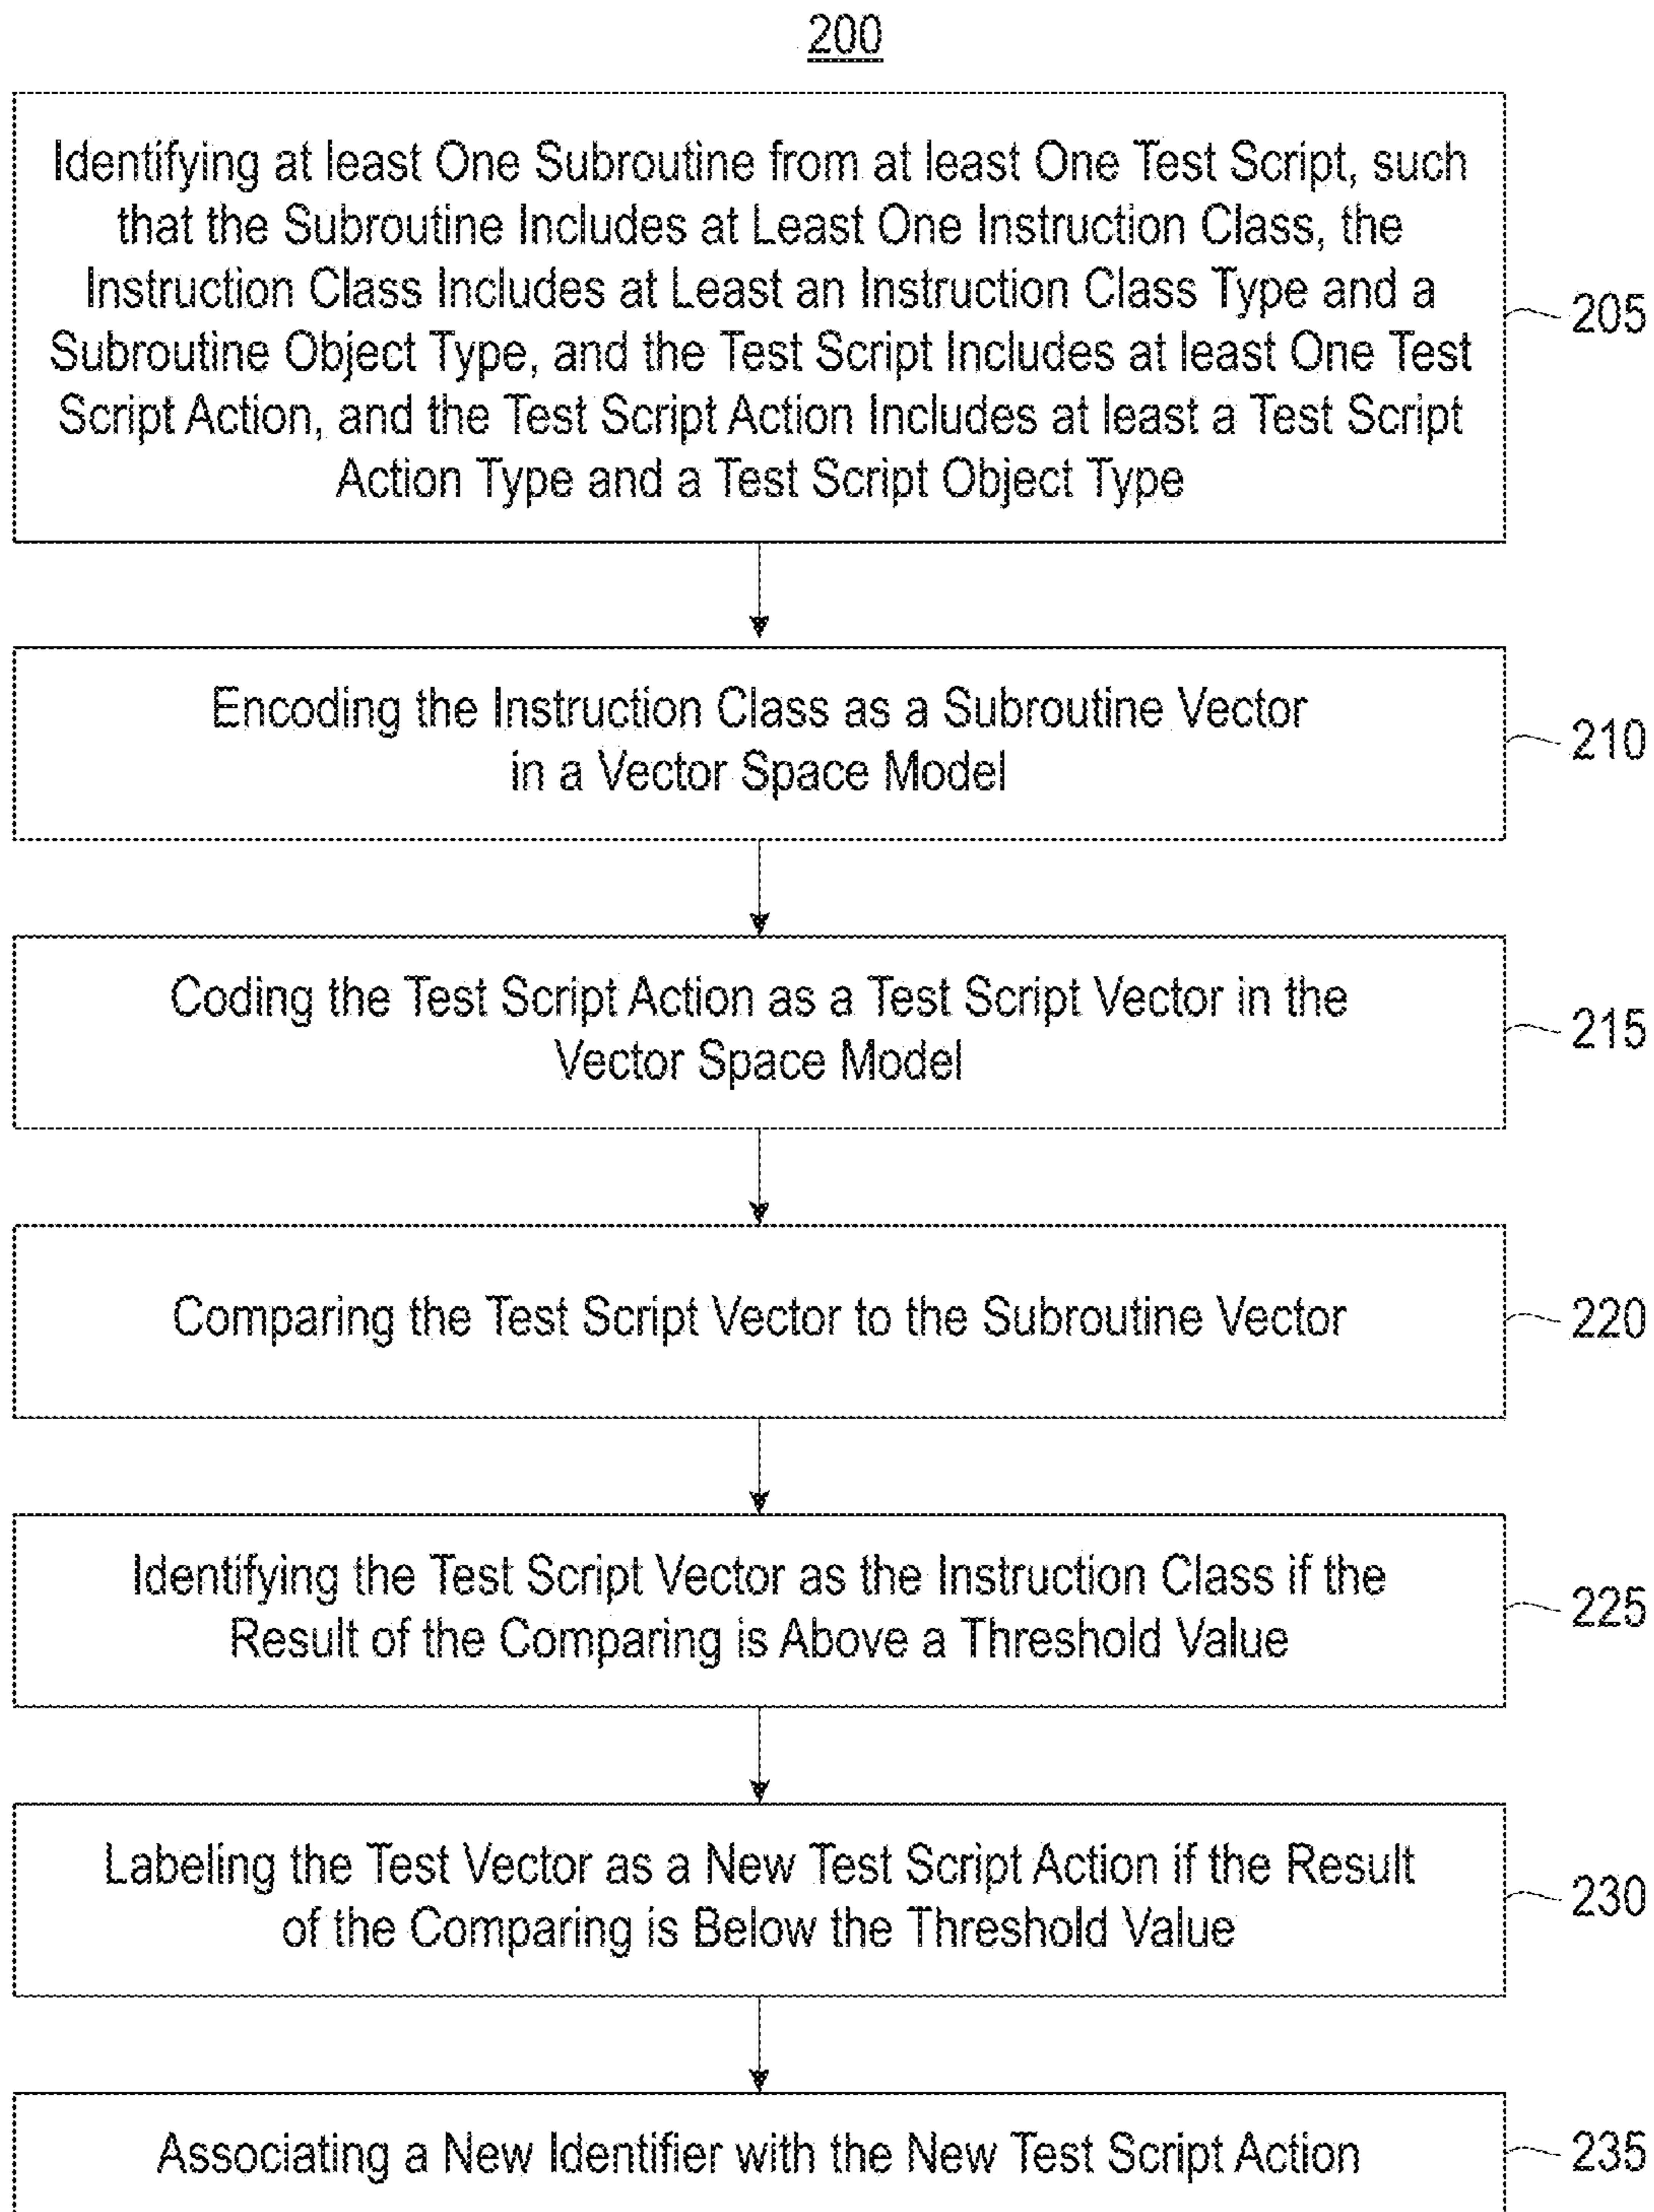 200
Identifying at least One Subroutine from at least One Test Script, such
that the Subroutine Includes at Least One Instruction Class, the
Instruction Class Includes at Least an Instruction Class Type and a
Subroutine Object Type, and the Test Script Includes at least One Test
Script Action, and the Test Script Action Includes at least a Test Script
Action Type and a Test Script Object Type
205
Encoding the Instruction Class as a Subroutine Vector
in a Vector Space Model
210
Coding the Test Script Action as a Test Script Vector in the
Vector Space Model
215
Comparing the Test Script Vector to the Subroutine Vector
220
Identifying the Test Script Vector as the Instruction Class if the
Result of the Comparing is Above a Threshold Value
225
Labeling the Test Vector as a New Test Script Action if the Result
of the Comparing is Below the Threshold Value
230
Associating a New Identifier with the New Test Script Action
235